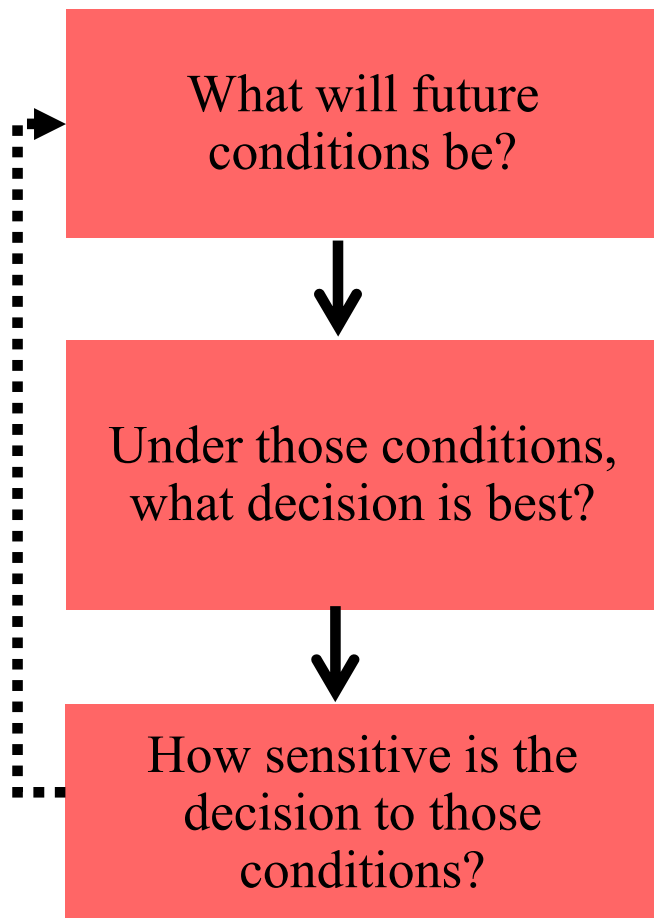 What will future
conditions be?
Under those conditions,
what decision is best?
How sensitive is the
decision to those
conditions?